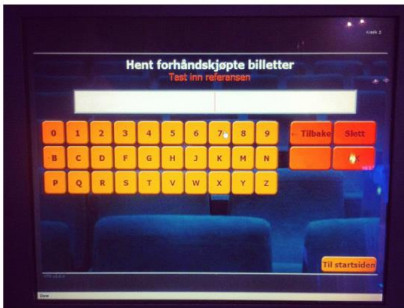 Hent forhåndskjøpte billetter
Tast inn referansen
0 1 2 3 4 5 6 7 8 9 ← Tilbake Slett
B C D F G H J K M N
P Q R S T V W X Y Z
Til startsiden